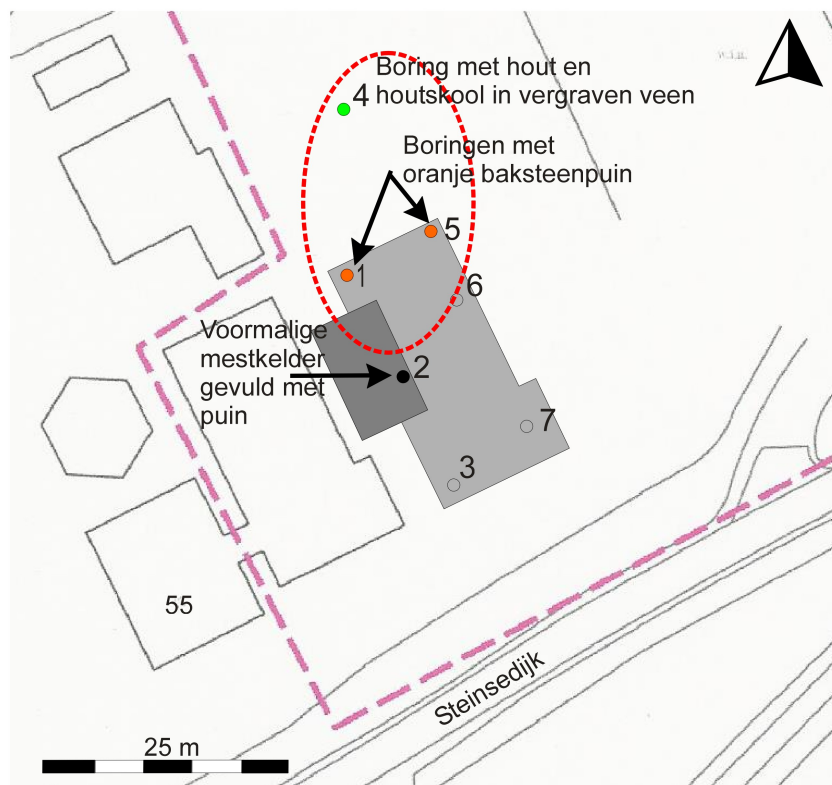 Boring met hout en
4 houtskool in vergraven veen
Boringen met
oranje baksteenpuin
5
1
6
Voormalige
mestkelder
gevuld met
puin
2
7
3
55
Steinsedijk
25 m